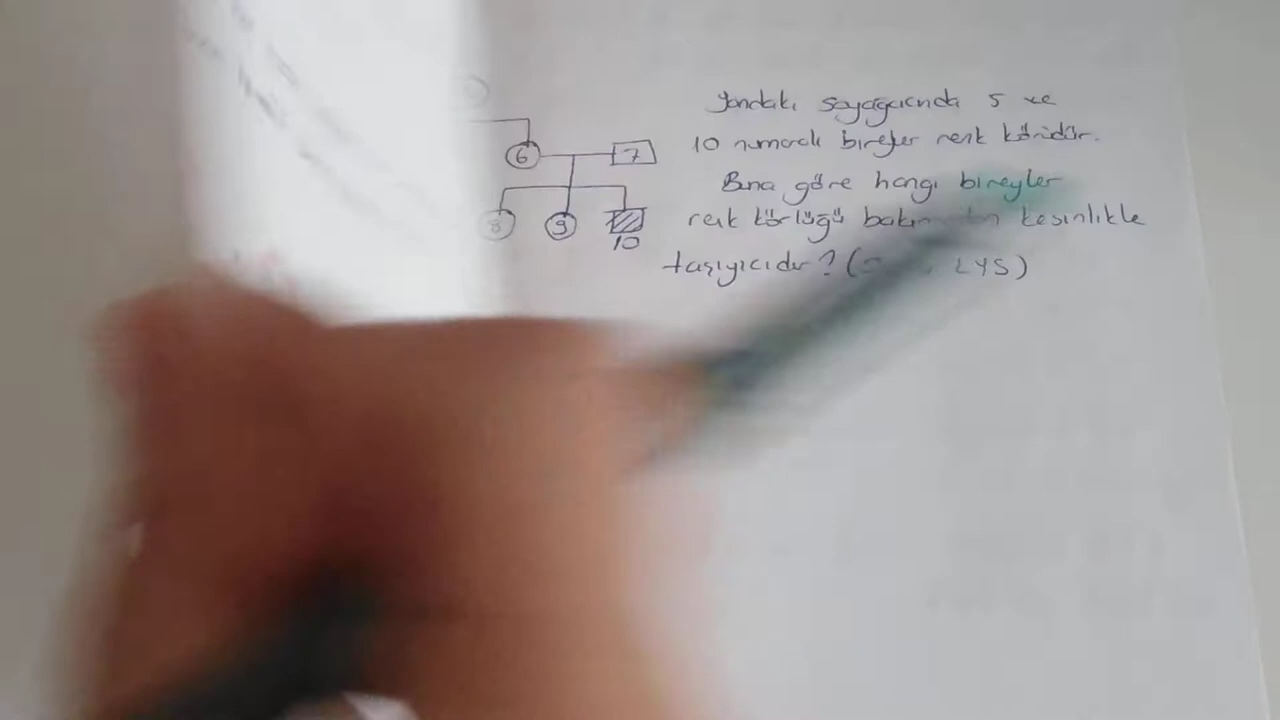 Yandaki soyağacında 5 ve
6
7
10 numaralı bireyler renk körüdür.
Buna göre hangi bireyler
8
9
renk körlüğü kesinlikle
10
taşıyıcıdır? ( LYS)